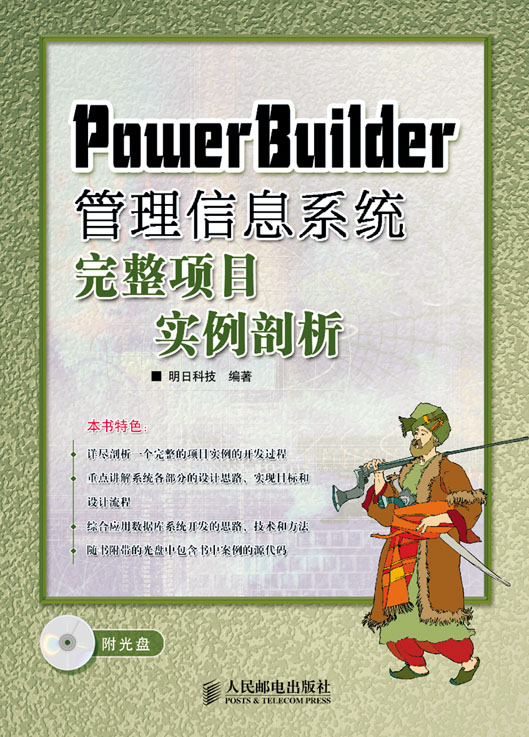 PowerBuilder
管理信息系统
完整项目
实例剖析
■ 明日科技 编著
本书特色:
详尽剖析一个完整的项目实例的开发过程
重点讲解系统各部分的设计思路、实现目标和
设计流程
综合应用数据库系统开发的思路、技术和方法
随书附带的光盘中包含书中案例的源代码
附光盘
人民邮电出版社
POSTS & TELECOM PRESS